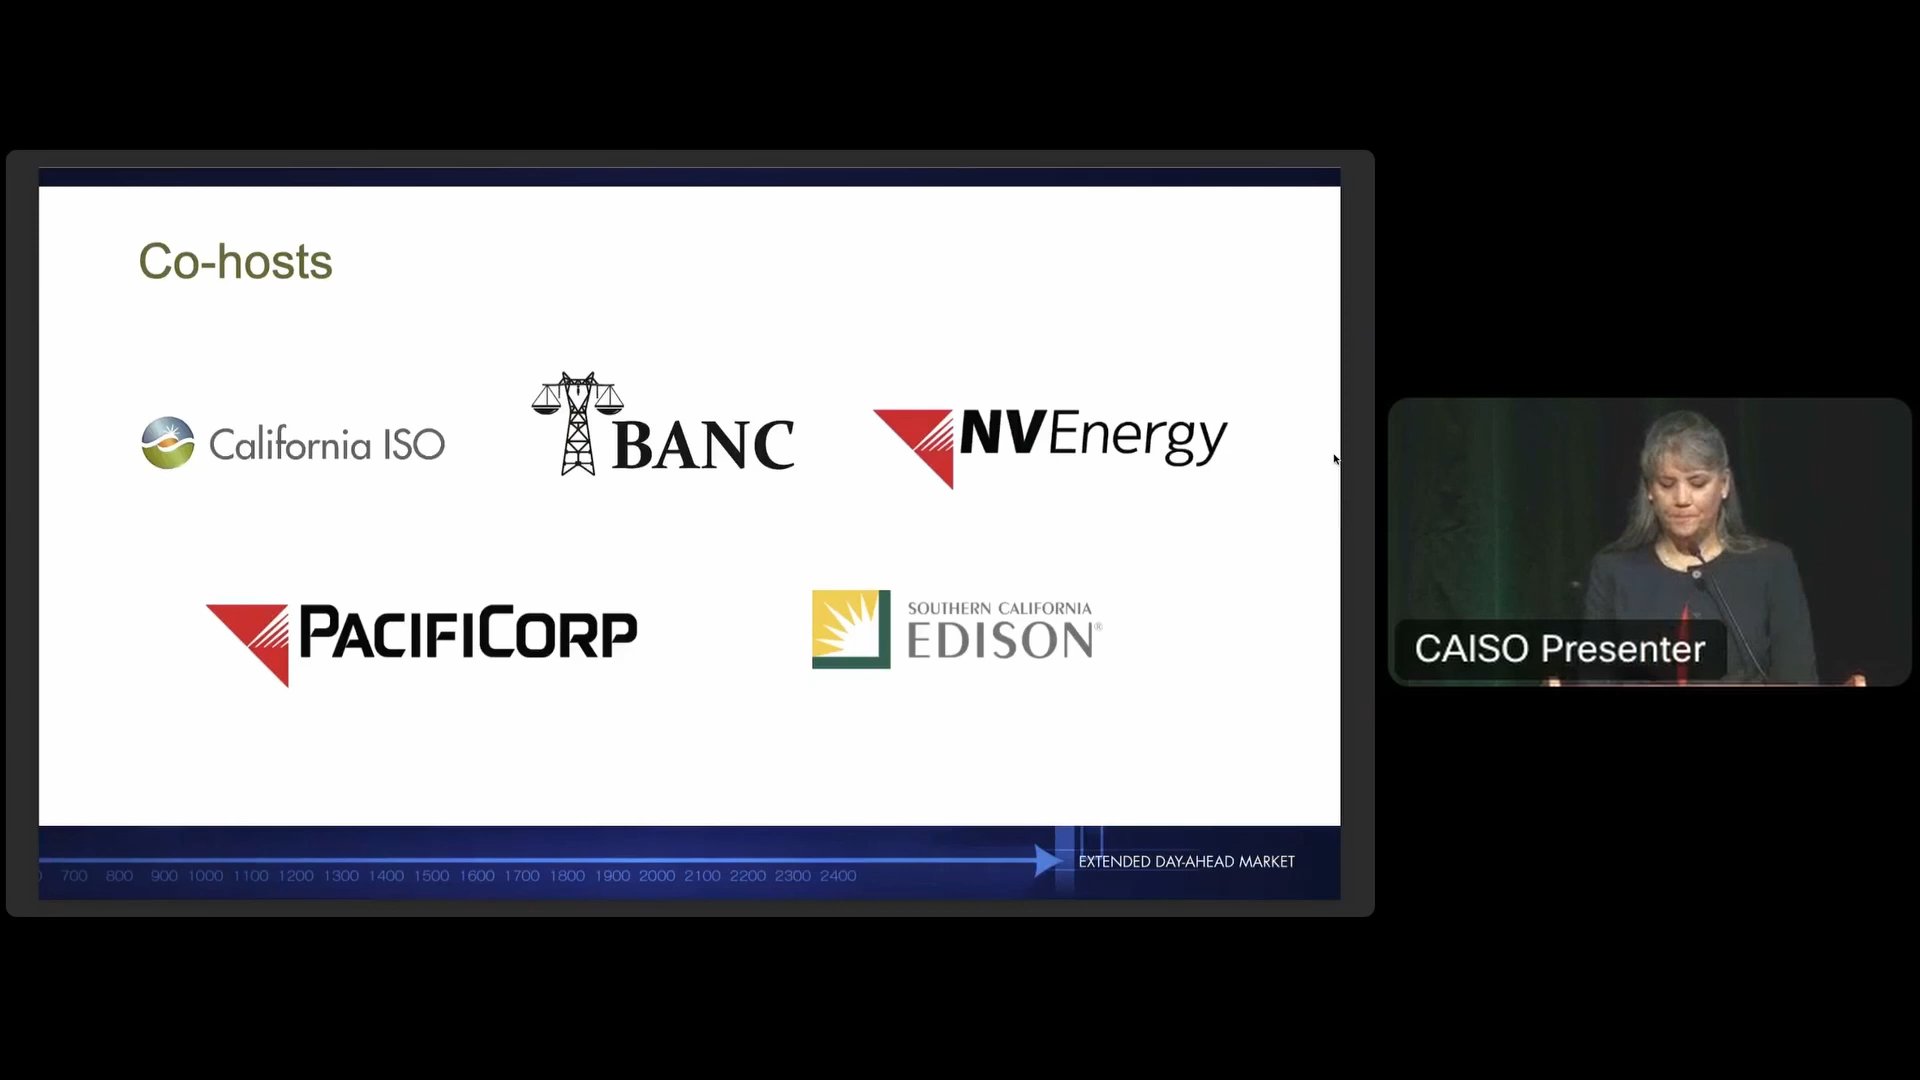 Co-hosts
California ISO
BANC
NVEnergy
PACIFICORP
SOUTHERN CALIFORNIA
EDISON®
EXTENDED DAY-AHEAD MARKET
700 800 900 1000 1100 1200 1300 1400 1500 1600 1700 1800 1900 2000 2100 2200 2300 2400
CAISO Presenter